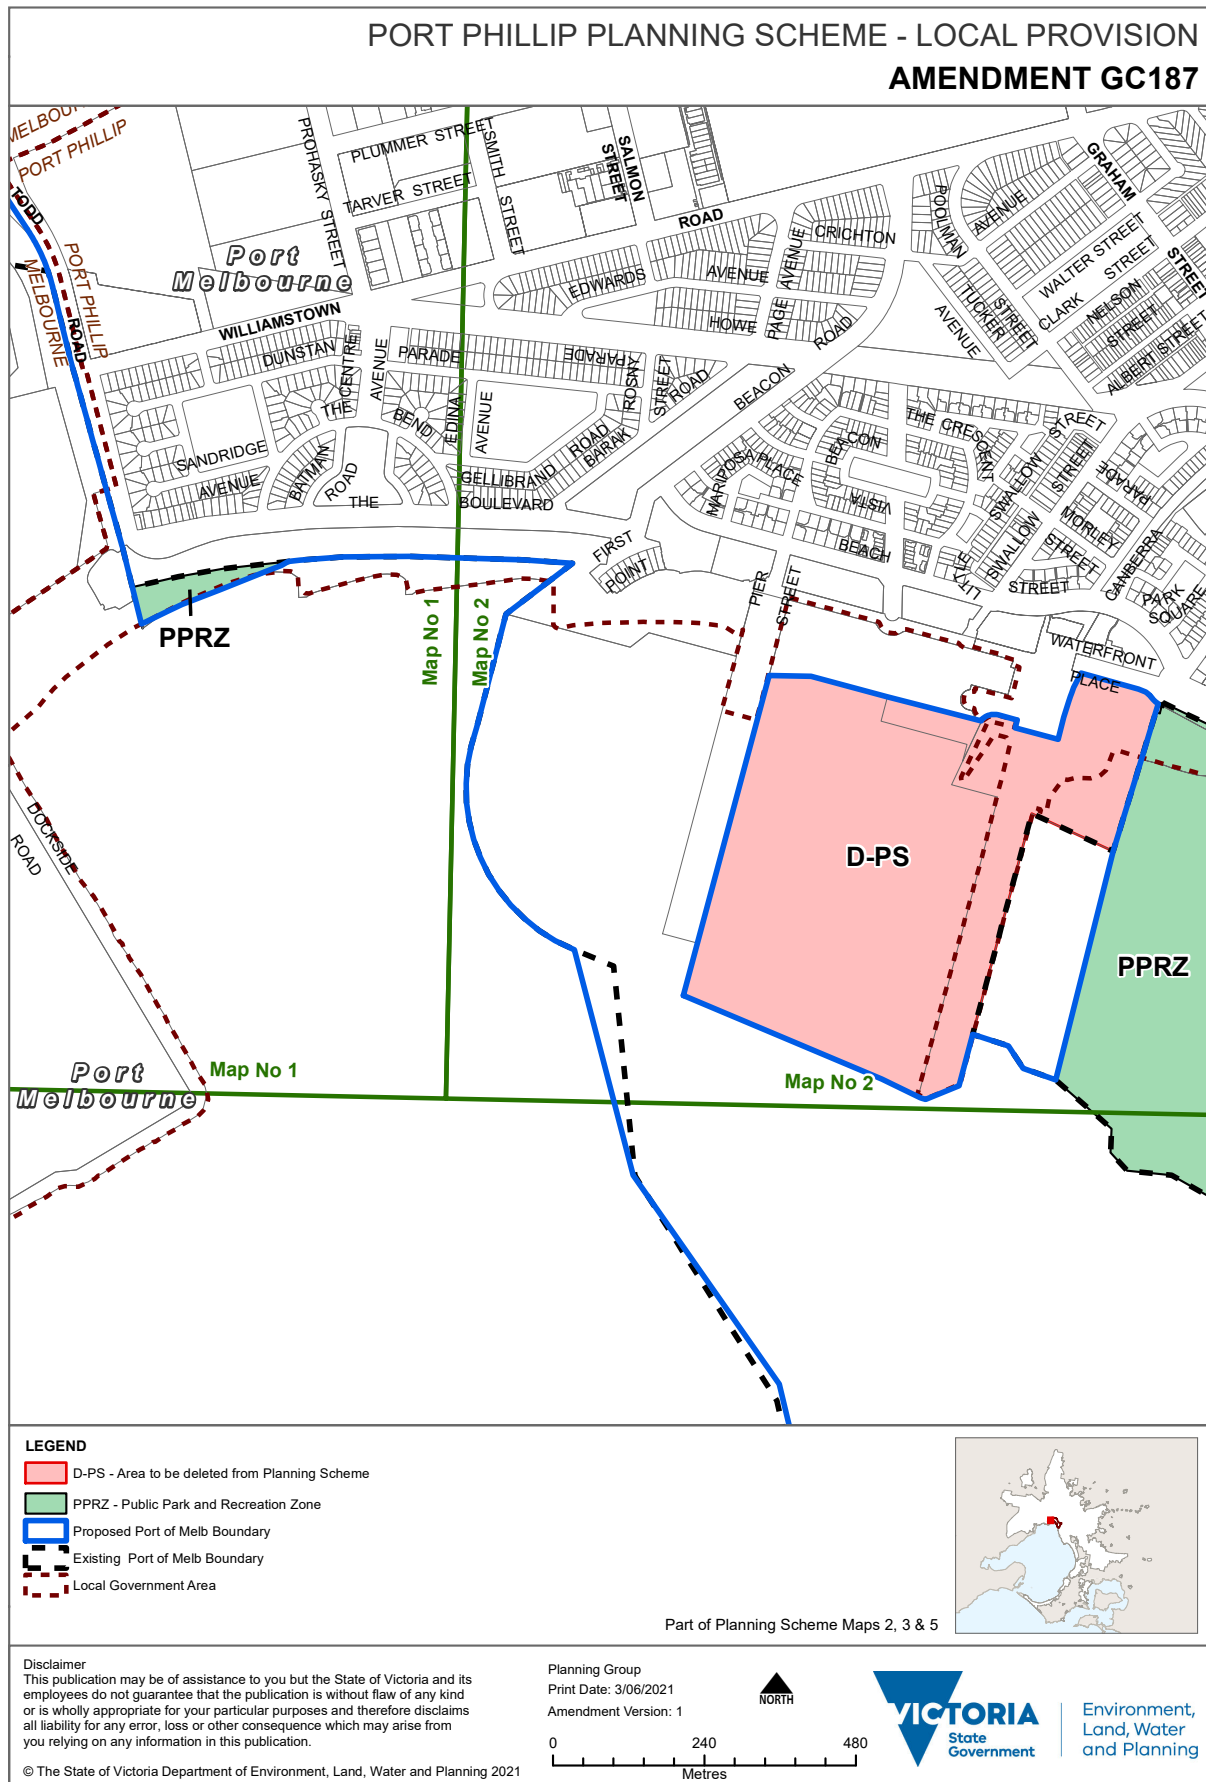 PORT PHILLIP PLANNING SCHEME - LOCAL PROVISION
AMENDMENT GC187
PORT PHILLIP
PROHASKY STREET
PLUMMER STREET
SMITH STREET
TARVER STREET
SALMON STREET
ROAD
GRAHAM STREET
POOLMAN
AVENUE
CRICHTON
AVENUE
TODD ROAD
PORT PHILLIP
MELBOURNE
Port
Melbourne
EDWARDS
AVENUE
PAGE AVENUE
HOWE
ROAD
TUCKER
STREET
AVENUE
WALTER STREET
CLARK
STREET
NELSON
STREET
ALBERT STREET
WILLIAMSTOWN
DUNSTAN
PARADE
CENTRE
AVENUE
THE
BEND
EDINA
AVENUE
PARADE
ROSNY
STREET
ROAD
BEACON
SANDRIDGE
AVENUE
BATMAN
ROAD
THE
GELLIBRAND
ROAD
BARAK
BOULEVARD
MARIPOSA PLACE
BEACON
VISTA
THE CRESCENT
SWALLOW
STREET
STREET
SWALLOW
PARADE
MORLEY
STREET
CANBERRA
BEACH
LITTLE
STREET
PARK
SQUARE
FIRST
POINT
PIER
STREET
WATERFRONT
PLACE
PPRZ
Map No 1
Map No 2
D-PS
PPRZ
DOCKSIDE
ROAD
Port
Melbourne
Map No 1
Map No 2
LEGEND
D-PS - Area to be deleted from Planning Scheme
PPRZ - Public Park and Recreation Zone
Proposed Port of Melb Boundary
Existing Port of Melb Boundary
Local Government Area
Part of Planning Scheme Maps 2, 3 & 5
Disclaimer
This publication may be of assistance to you but the State of Victoria and its
employees do not guarantee that the publication is without flaw of any kind
or is wholly appropriate for your particular purposes and therefore disclaims
all liability for any error, loss or other consequence which may arise from
you relying on any information in this publication.
© The State of Victoria Department of Environment, Land, Water and Planning 2021
Planning Group
Print Date: 3/06/2021
Amendment Version: 1
NORTH
0 240 480
Metres
VICTORIA
State
Government
Environment,
Land, Water
and Planning